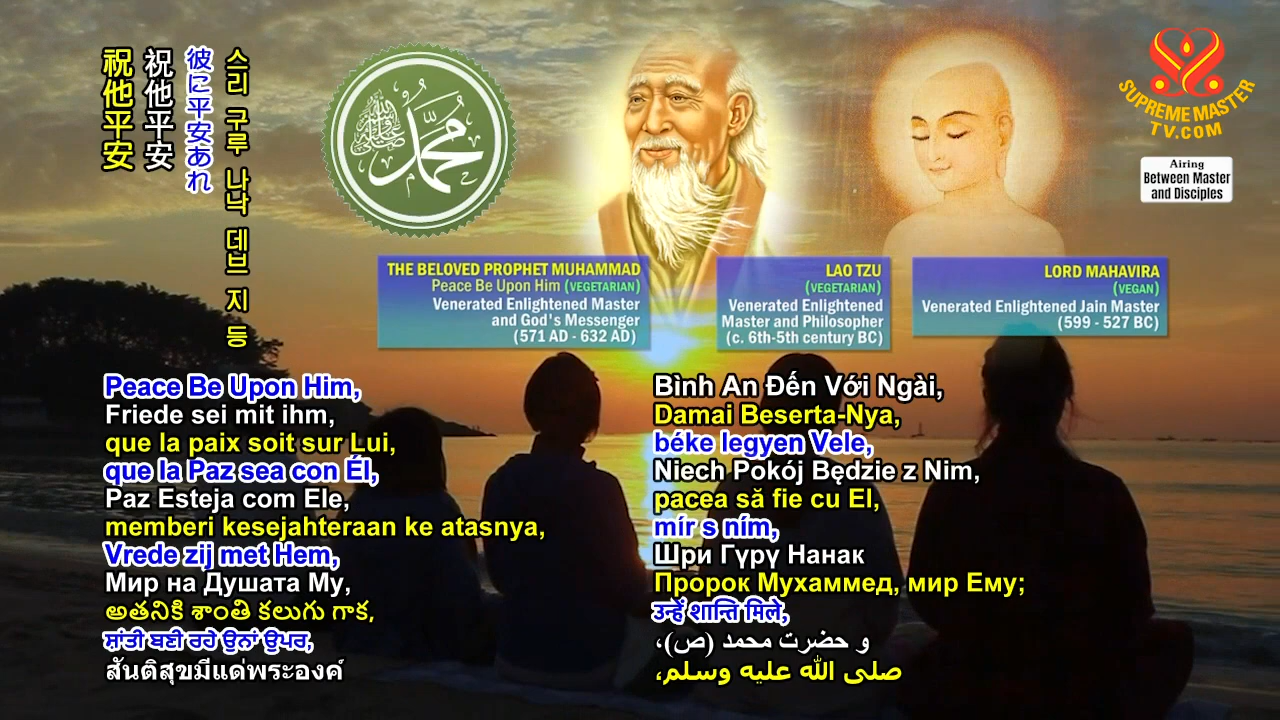 祝他平安
祝他平安
彼に平安あれ
스리 구루 나낙 데브 지 등
محمد
صلى الله عليه وسلم
SUPREME MASTER
TV.COM
Airing
Between Master
and Disciples
THE BELOVED PROPHET MUHAMMAD
Peace Be Upon Him (VEGETARIAN)
Venerated Enlightened Master
and God's Messenger
(571 AD - 632 AD)
LAO TZU
(VEGETARIAN)
Venerated Enlightened
Master and Philosopher
(c. 6th-5th century BC)
LORD MAHAVIRA
(VEGAN)
Venerated Enlightened Jain Master
(599 - 527 BC)
Peace Be Upon Him,
Friede sei mit ihm,
que la paix soit sur Lui,
que la Paz sea con Él,
Paz Esteja com Ele,
memberi kesejahteraan ke atasnya,
Vrede zij met Hem,
Мир на Душата Му,
అతనికి శాంతి కలుగు గాక,
ਸ਼ਾਂਤੀ ਬਣੀ ਰਹੇ ਉਨਾਂ ਉਪਰ,
สันติสุขมีแด่พระองค์
Bình An Đến Với Ngài,
Damai Beserta-Nya,
béke legyen Vele,
Niech Pokój Będzie z Nim,
pacea să fie cu El,
mír s ním,
Шри Гүрү Нанак
Пророк Мухаммед, мир Ему;
उन्हें शान्ति मिले,
و حضرت محمد (ص)،
صلى الله عليه وسلم،